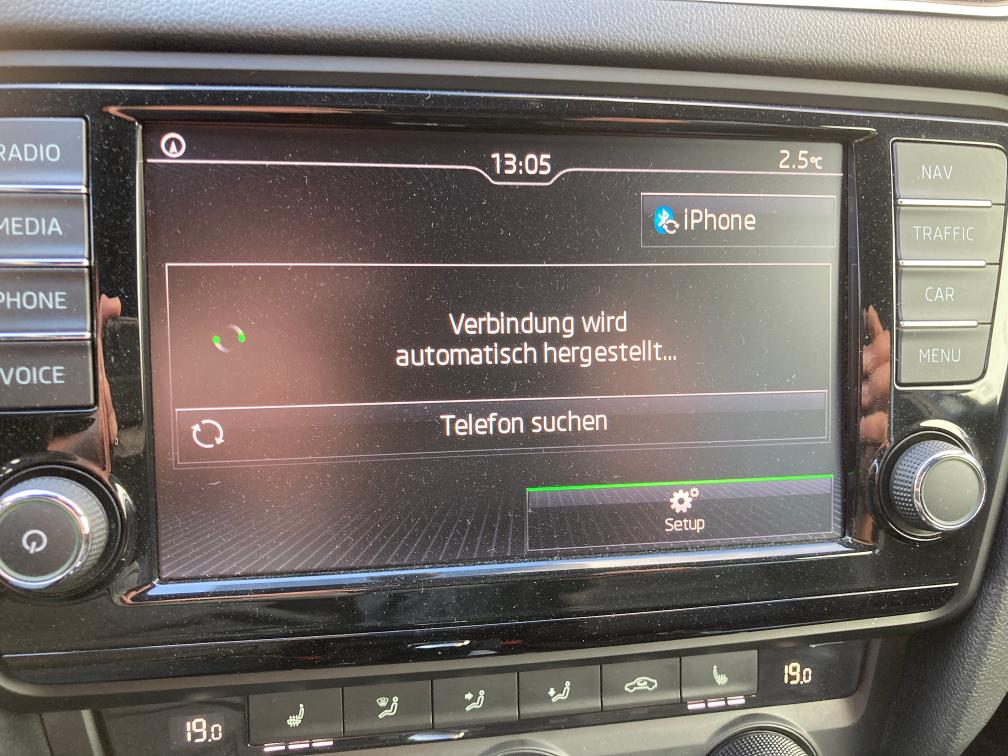 13:05
2.5°C
RADIO
MEDIA
PHONE
VOICE
iPhone
Verbindung wird
automatisch hergestellt...
Telefon suchen
Setup
NAV
TRAFFIC
CAR
MENU
19.0
19.0